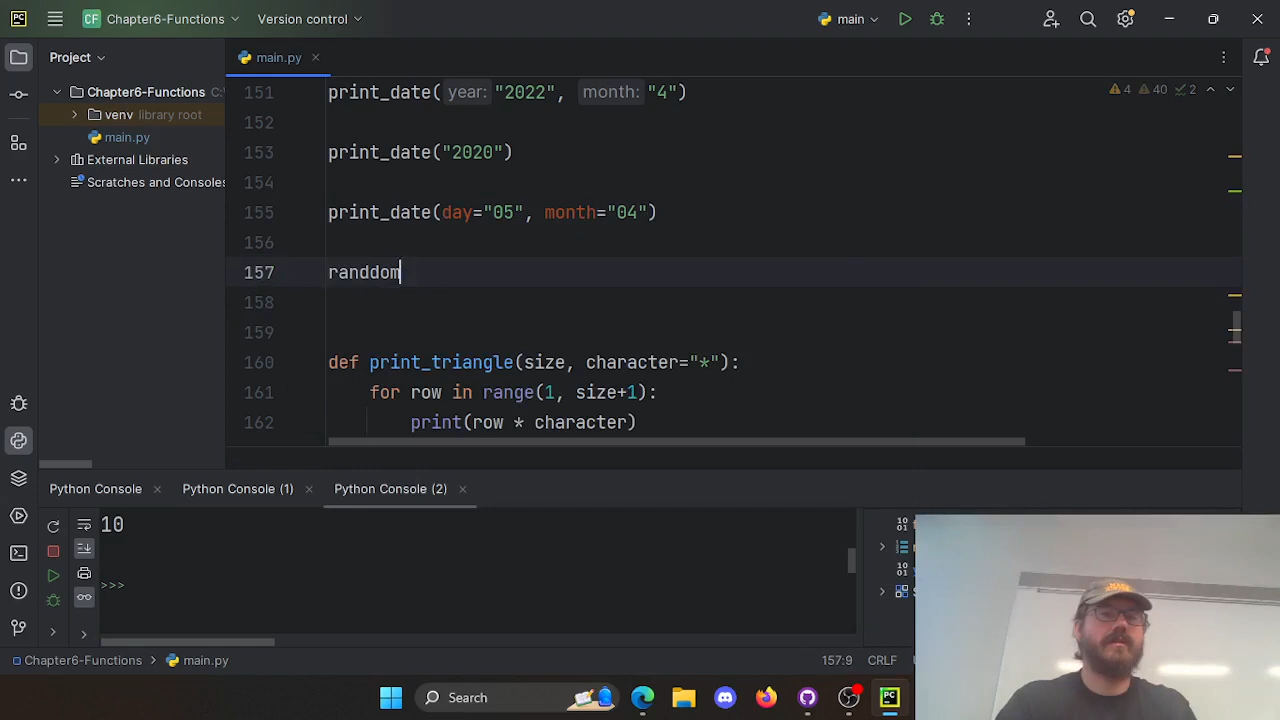 PC CF Chapter6-Functions Version control main
Project main.py
Chapter6-Functions C:\
venv library root
main.py
External Libraries
Scratches and Consoles
4 40 2
151 print_date( year: "2022", month: "4")
152
153 print_date("2020")
154
155 print_date(day="05", month="04")
156
157 randdom
158
159
160 def print_triangle(size, character="*"):
161 for row in range(1, size+1):
162 print(row * character)
Python Console Python Console (1) Python Console (2)
10
>>>
Chapter6-Functions main.py 157:9 CRLF
Search PC